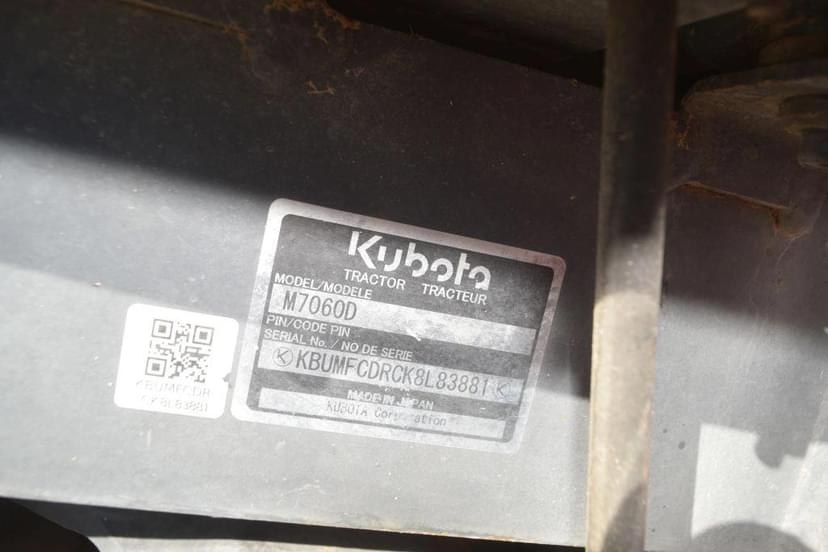 Kubota
TRACTOR TRACTEUR
MODEL/MODELE
M7060D
PIN/CODE PIN
SERIAL No. / NO DE SERIE
Ⓚ KBUMFCDRCK8L83881 Ⓚ
MADE IN JAPAN
KUBOTA Corporation
KBUMFCDR
CK8L83881